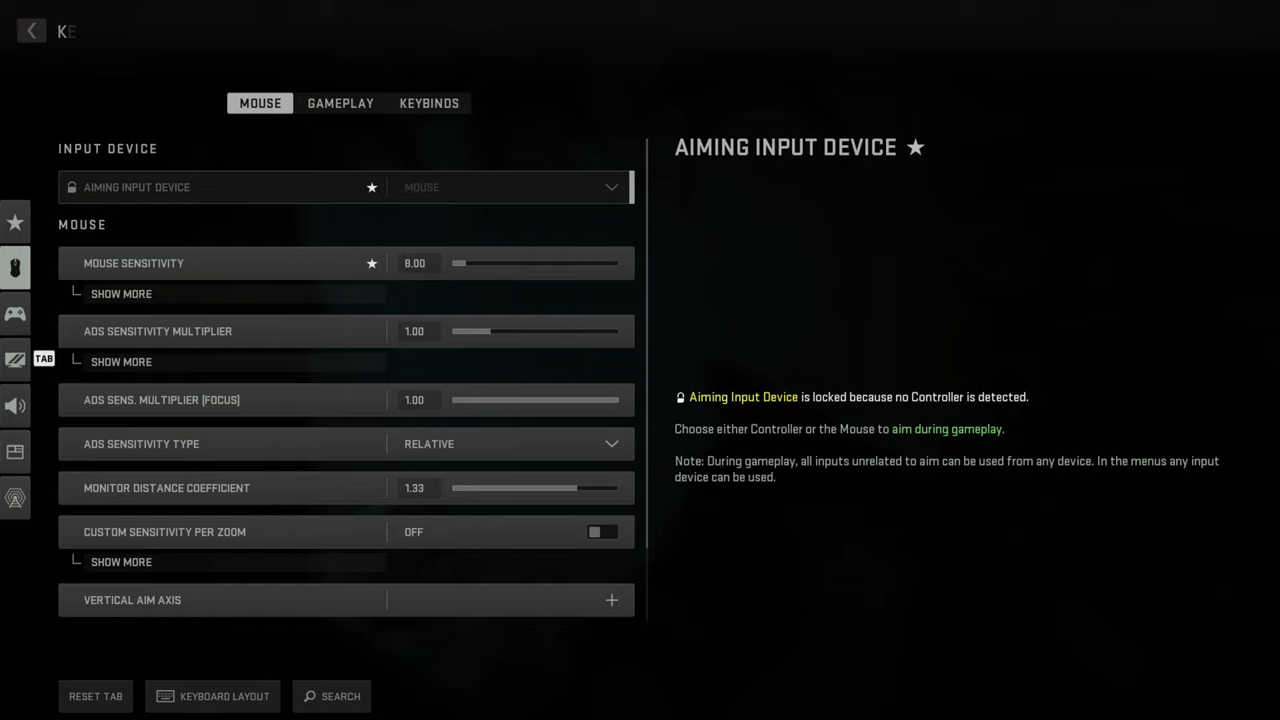 KE
MOUSE GAMEPLAY KEYBINDS
INPUT DEVICE
AIMING INPUT DEVICE MOUSE
MOUSE
MOUSE SENSITIVITY 8.00
SHOW MORE
ADS SENSITIVITY MULTIPLIER 1.00
TAB
SHOW MORE
ADS SENS. MULTIPLIER (FOCUS) 1.00
ADS SENSITIVITY TYPE RELATIVE
MONITOR DISTANCE COEFFICIENT 1.33
CUSTOM SENSITIVITY PER ZOOM OFF
SHOW MORE
VERTICAL AIM AXIS
RESET TAB KEYBOARD LAYOUT SEARCH
AIMING INPUT DEVICE
Aiming Input Device is locked because no Controller is detected.
Choose either Controller or the Mouse to aim during gameplay.
Note: During gameplay, all inputs unrelated to aim can be used from any device. In the menus any input
device can be used.